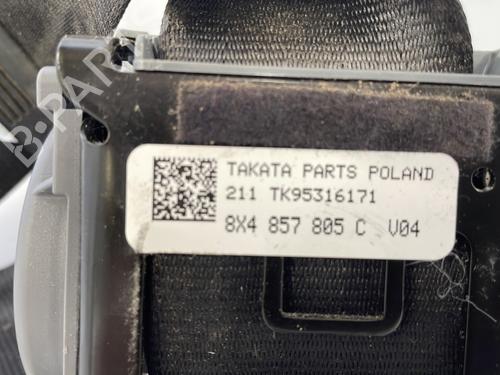 TAKATA PARTS POLAND
211 TK95316171
8X4 857 805 C V04
B-PARTS